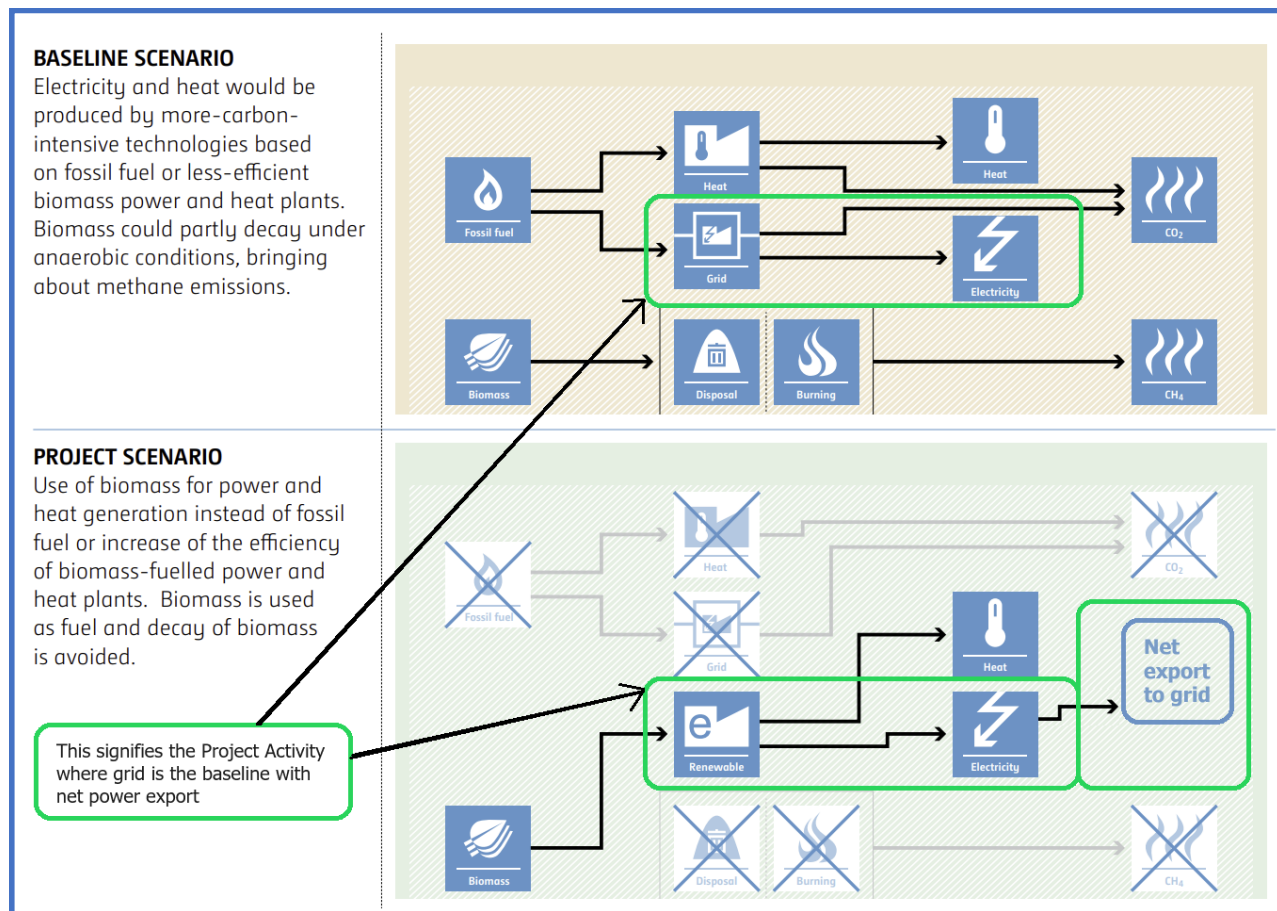 BASELINE SCENARIO
Electricity and heat would be
produced by more-carbon-
intensive technologies based
on fossil fuel or less-efficient
biomass power and heat plants.
Biomass could partly decay under
anaerobic conditions, bringing
about methane emissions.
Fossil fuel
Heat
Heat
CO₂
Grid
Electricity
Biomass
Disposal
Burning
CH₄
PROJECT SCENARIO
Use of biomass for power and
heat generation instead of fossil
fuel or increase of the efficiency
of biomass-fuelled power and
heat plants. Biomass is used
as fuel and decay of biomass
is avoided.
This signifies the Project Activity
where grid is the baseline with
net power export
Fossil fuel
Heat
CO₂
Grid
Heat
Net
export
to grid
e
Renewable
Electricity
Biomass
Disposal
Burning
CH₄